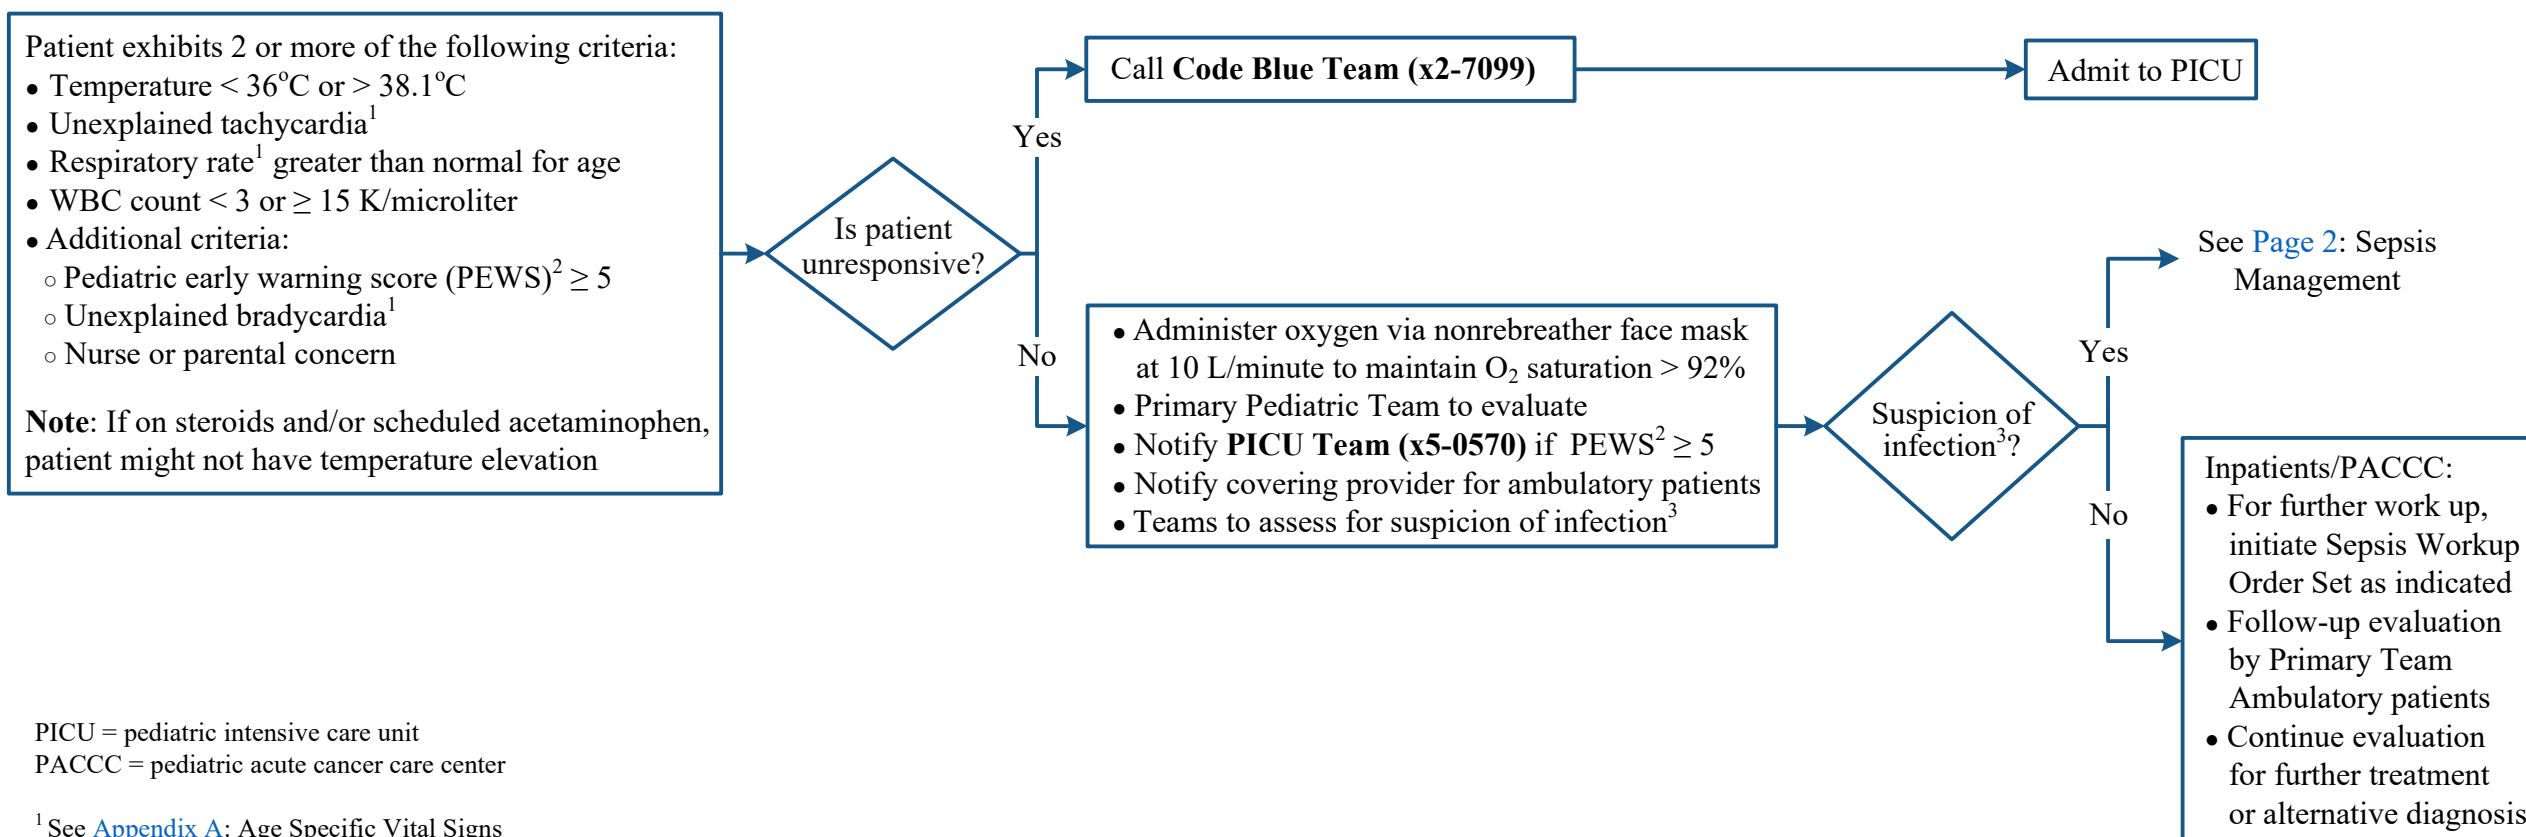 Patient exhibits 2 or more of the following criteria:
● Temperature < 36°C or > 38.1°C
● Unexplained tachycardia¹
● Respiratory rate¹ greater than normal for age
● WBC count < 3 or ≥ 15 K/microliter
● Additional criteria:
○ Pediatric early warning score (PEWS)² ≥ 5
○ Unexplained bradycardia¹
○ Nurse or parental concern
Note: If on steroids and/or scheduled acetaminophen,
patient might not have temperature elevation
Is patient
unresponsive?
Yes
Call Code Blue Team (x2-7099)
Admit to PICU
No
● Administer oxygen via nonrebreather face mask
at 10 L/minute to maintain O₂ saturation > 92%
● Primary Pediatric Team to evaluate
● Notify PICU Team (x5-0570) if PEWS² ≥ 5
● Notify covering provider for ambulatory patients
● Teams to assess for suspicion of infection³
Suspicion of
infection³?
Yes
See Page 2: Sepsis
Management
No
Inpatients/PACCC:
● For further work up,
initiate Sepsis Workup
Order Set as indicated
● Follow-up evaluation
by Primary Team
Ambulatory patients
● Continue evaluation
for further treatment
or alternative diagnosis
PICU = pediatric intensive care unit
PACCC = pediatric acute cancer care center
¹ See Appendix A: Age Specific Vital Signs